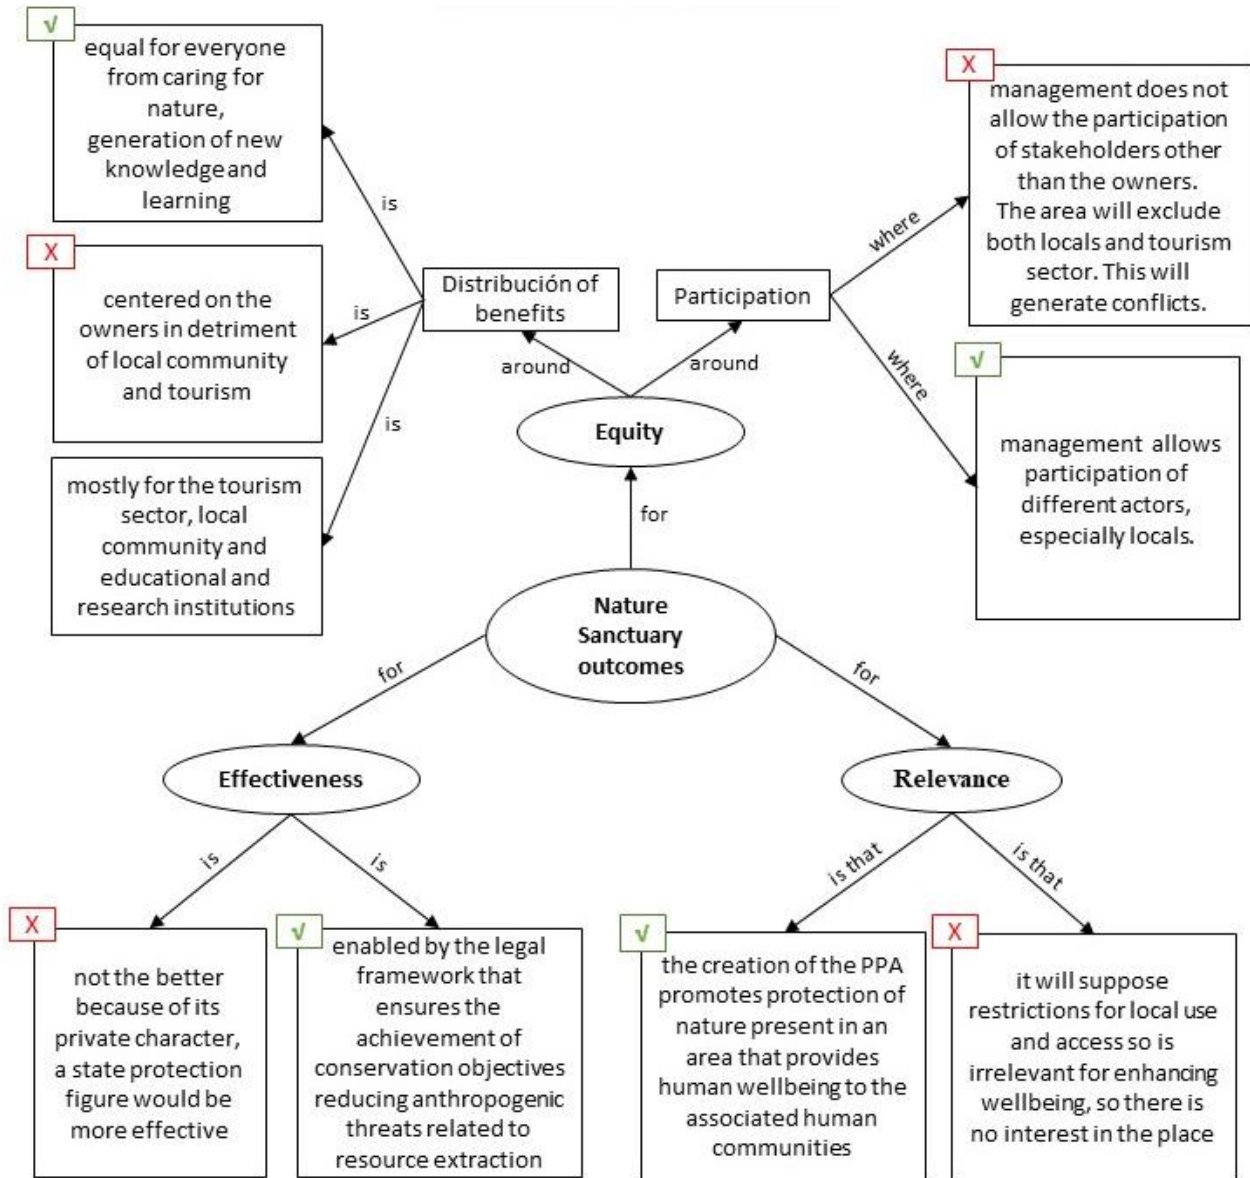 √
equal for everyone
from caring for
nature,
generation of new
knowledge and
learning
X
centered on the
owners in detriment
of local community
and tourism
mostly for the tourism
sector, local
community and
educational and
research institutions
is
is
is
Distribución of
benefits
Participation
around
around
where
where
X
management does not
allow the participation
of stakeholders other
than the owners.
The area will exclude
both locals and tourism
sector. This will
generate conflicts.
√
management allows
participation of
different actors,
especially locals.
Equity
for
Nature
Sanctuary
outcomes
for
for
Effectiveness
is
is
X
not the better
because of its
private character,
a state protection
figure would be
more effective
√
enabled by the legal
framework that
ensures the
achievement of
conservation objectives
reducing anthropogenic
threats related to
resource extraction
Relevance
is that
is that
√
the creation of the PPA
promotes protection of
nature present in an
area that provides
human wellbeing to the
associated human
communities
X
it will suppose
restrictions for local use
and access so is
irrelevant for enhancing
wellbeing, so there is
no interest in the place